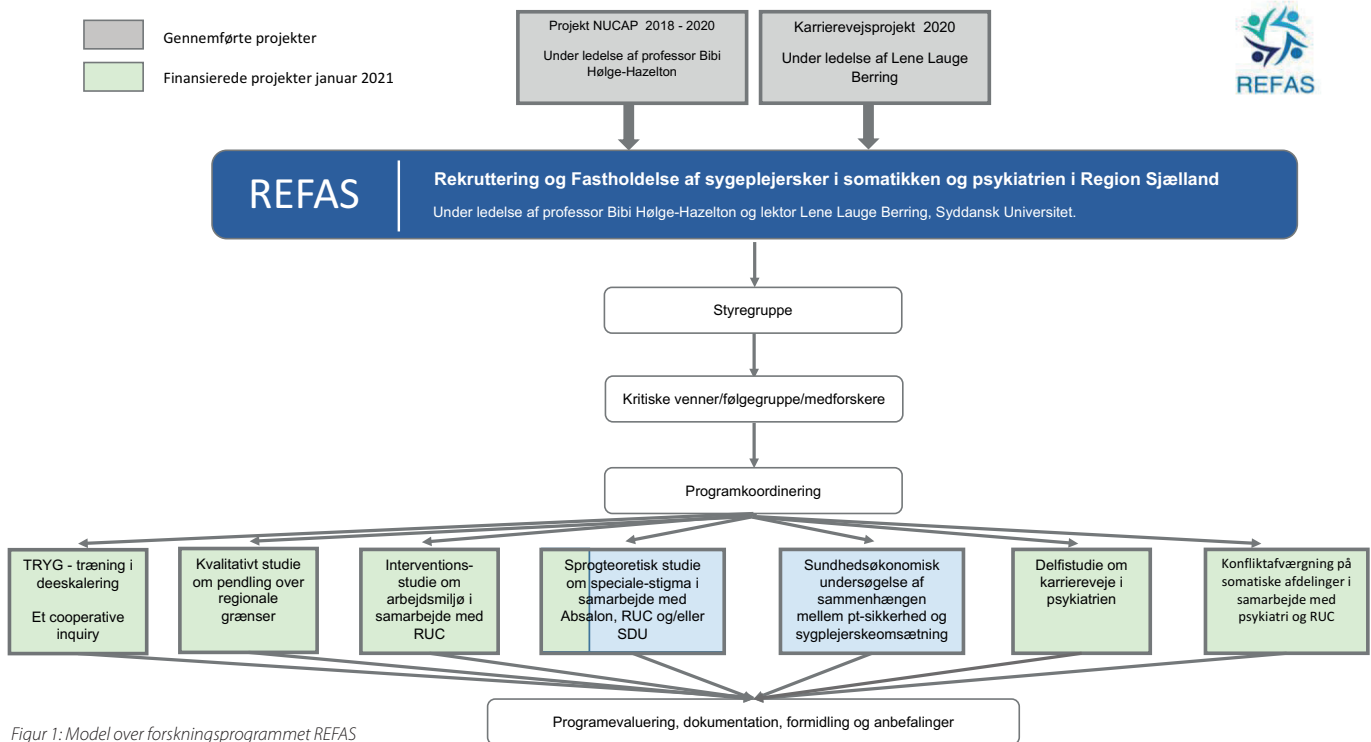 Gennemførte projekter
Finansierede projekter januar 2021
Projekt NUCAP 2018 - 2020
Under ledelse af professor Bibi
Hølge-Hazelton
Karrierevejsprojekt 2020
Under ledelse af Lene Lauge
Berring
REFAS
REFAS
Rekruttering og Fastholdelse af sygeplejersker i somatikken og psykiatrien i Region Sjælland
Under ledelse af professor Bibi Hølge-Hazelton og lektor Lene Lauge Berring, Syddansk Universitet.
Styregruppe
Kritiske venner/følgegruppe/medforskere
Programkoordinering
TRYG - træning i
deeskalering
Et cooperative
inquiry
Kvalitativt studie
om pendling over
regionale
grænser
Interventions-
studie om
arbejdsmiljø i
samarbejde med
RUC
Sprogteoretisk studie
om speciale-stigma i
samarbejde med
Absalon, RUC og/eller
SDU
Sundhedsøkonomisk
undersøgelse af
sammenhængen
mellem pt-sikkerhed og
sygplejerskeomsætning
Delfistudie om
karriereveje i
psykiatrien
Konfliktafværgning på
somatiske afdelinger i
samarbejde med
psykiatri og RUC
Programevaluering, dokumentation, formidling og anbefalinger
Figur 1: Model over forskningsprogrammet REFAS